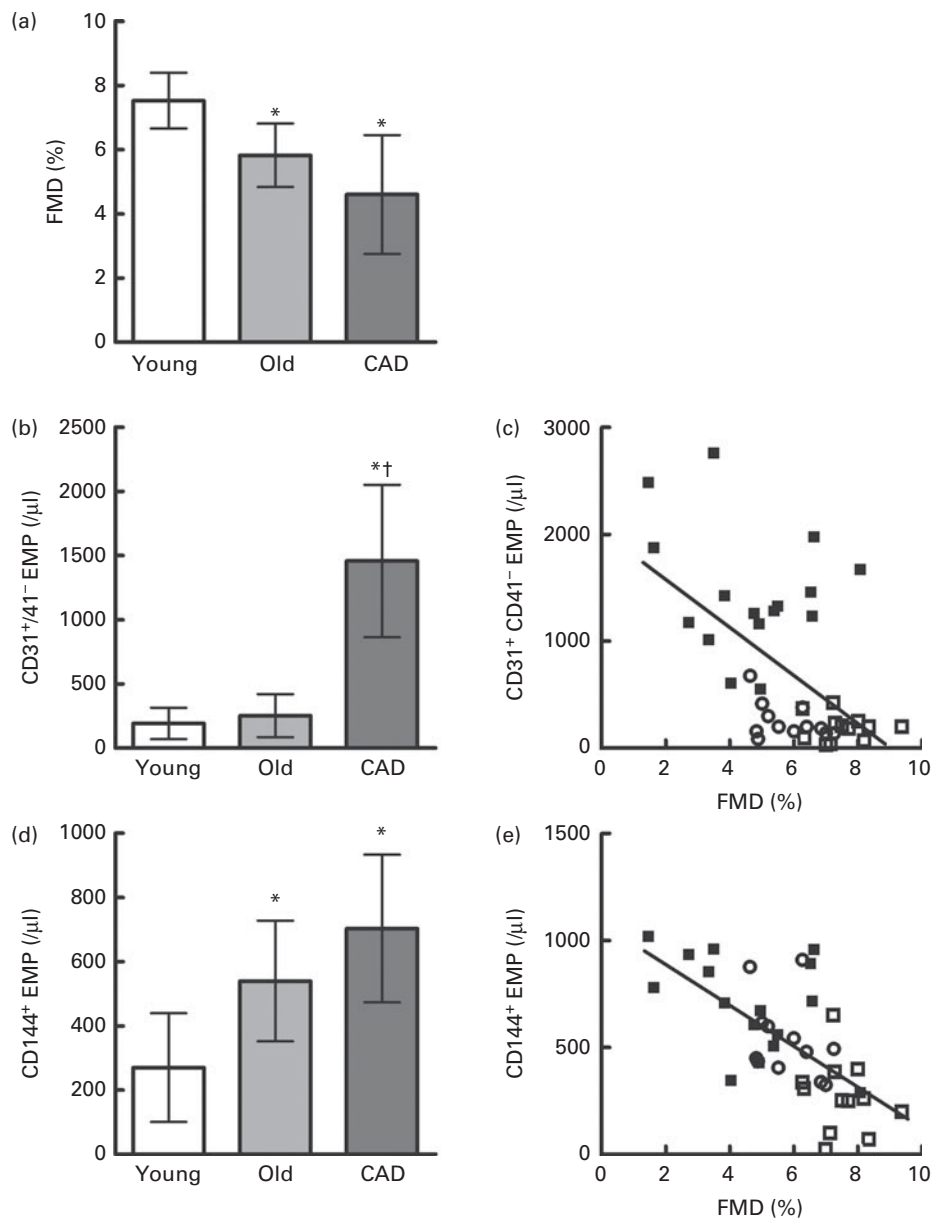 (a)
FMD (%)
10
8
6
4
2
0
*
*
Young Old CAD
(b)
CD31⁺/41⁻ EMP (/µl)
2500
2000
1500
1000
500
0
*†
Young Old CAD
(c)
CD31⁺ CD41⁻ EMP (/µl)
3000
2000
1000
0
0 2 4 6 8 10
FMD (%)
(d)
CD144⁺ EMP (/µl)
1000
800
600
400
200
0
*
*
Young Old CAD
(e)
CD144⁺ EMP (/µl)
1500
1000
500
0
0 2 4 6 8 10
FMD (%)